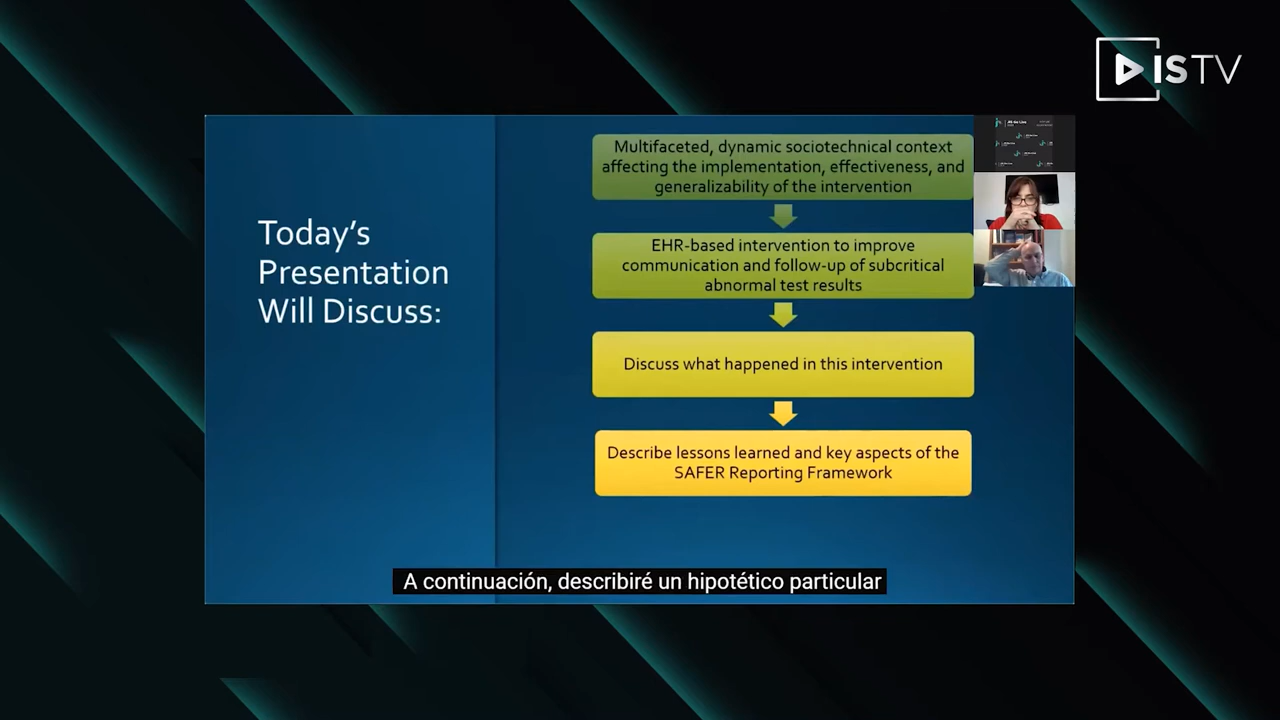 ISTV
Today's
Presentation
Will Discuss:
Multifaceted, dynamic sociotechnical context
affecting the implementation, effectiveness, and
generalizability of the intervention
EHR-based intervention to improve
communication and follow-up of subcritical
abnormal test results
Discuss what happened in this intervention
Describe lessons learned and key aspects of the
SAFER Reporting Framework
A continuación, describiré un hipotético particular